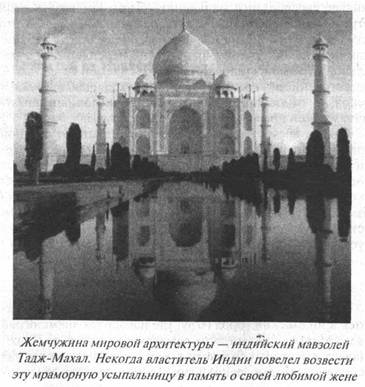 Жемчужина мировой архитектуры — индийский мавзолей
Тадж-Махал. Некогда властитель Индии повелел возвести
эту мраморную усыпальницу в память о своей любимой жене